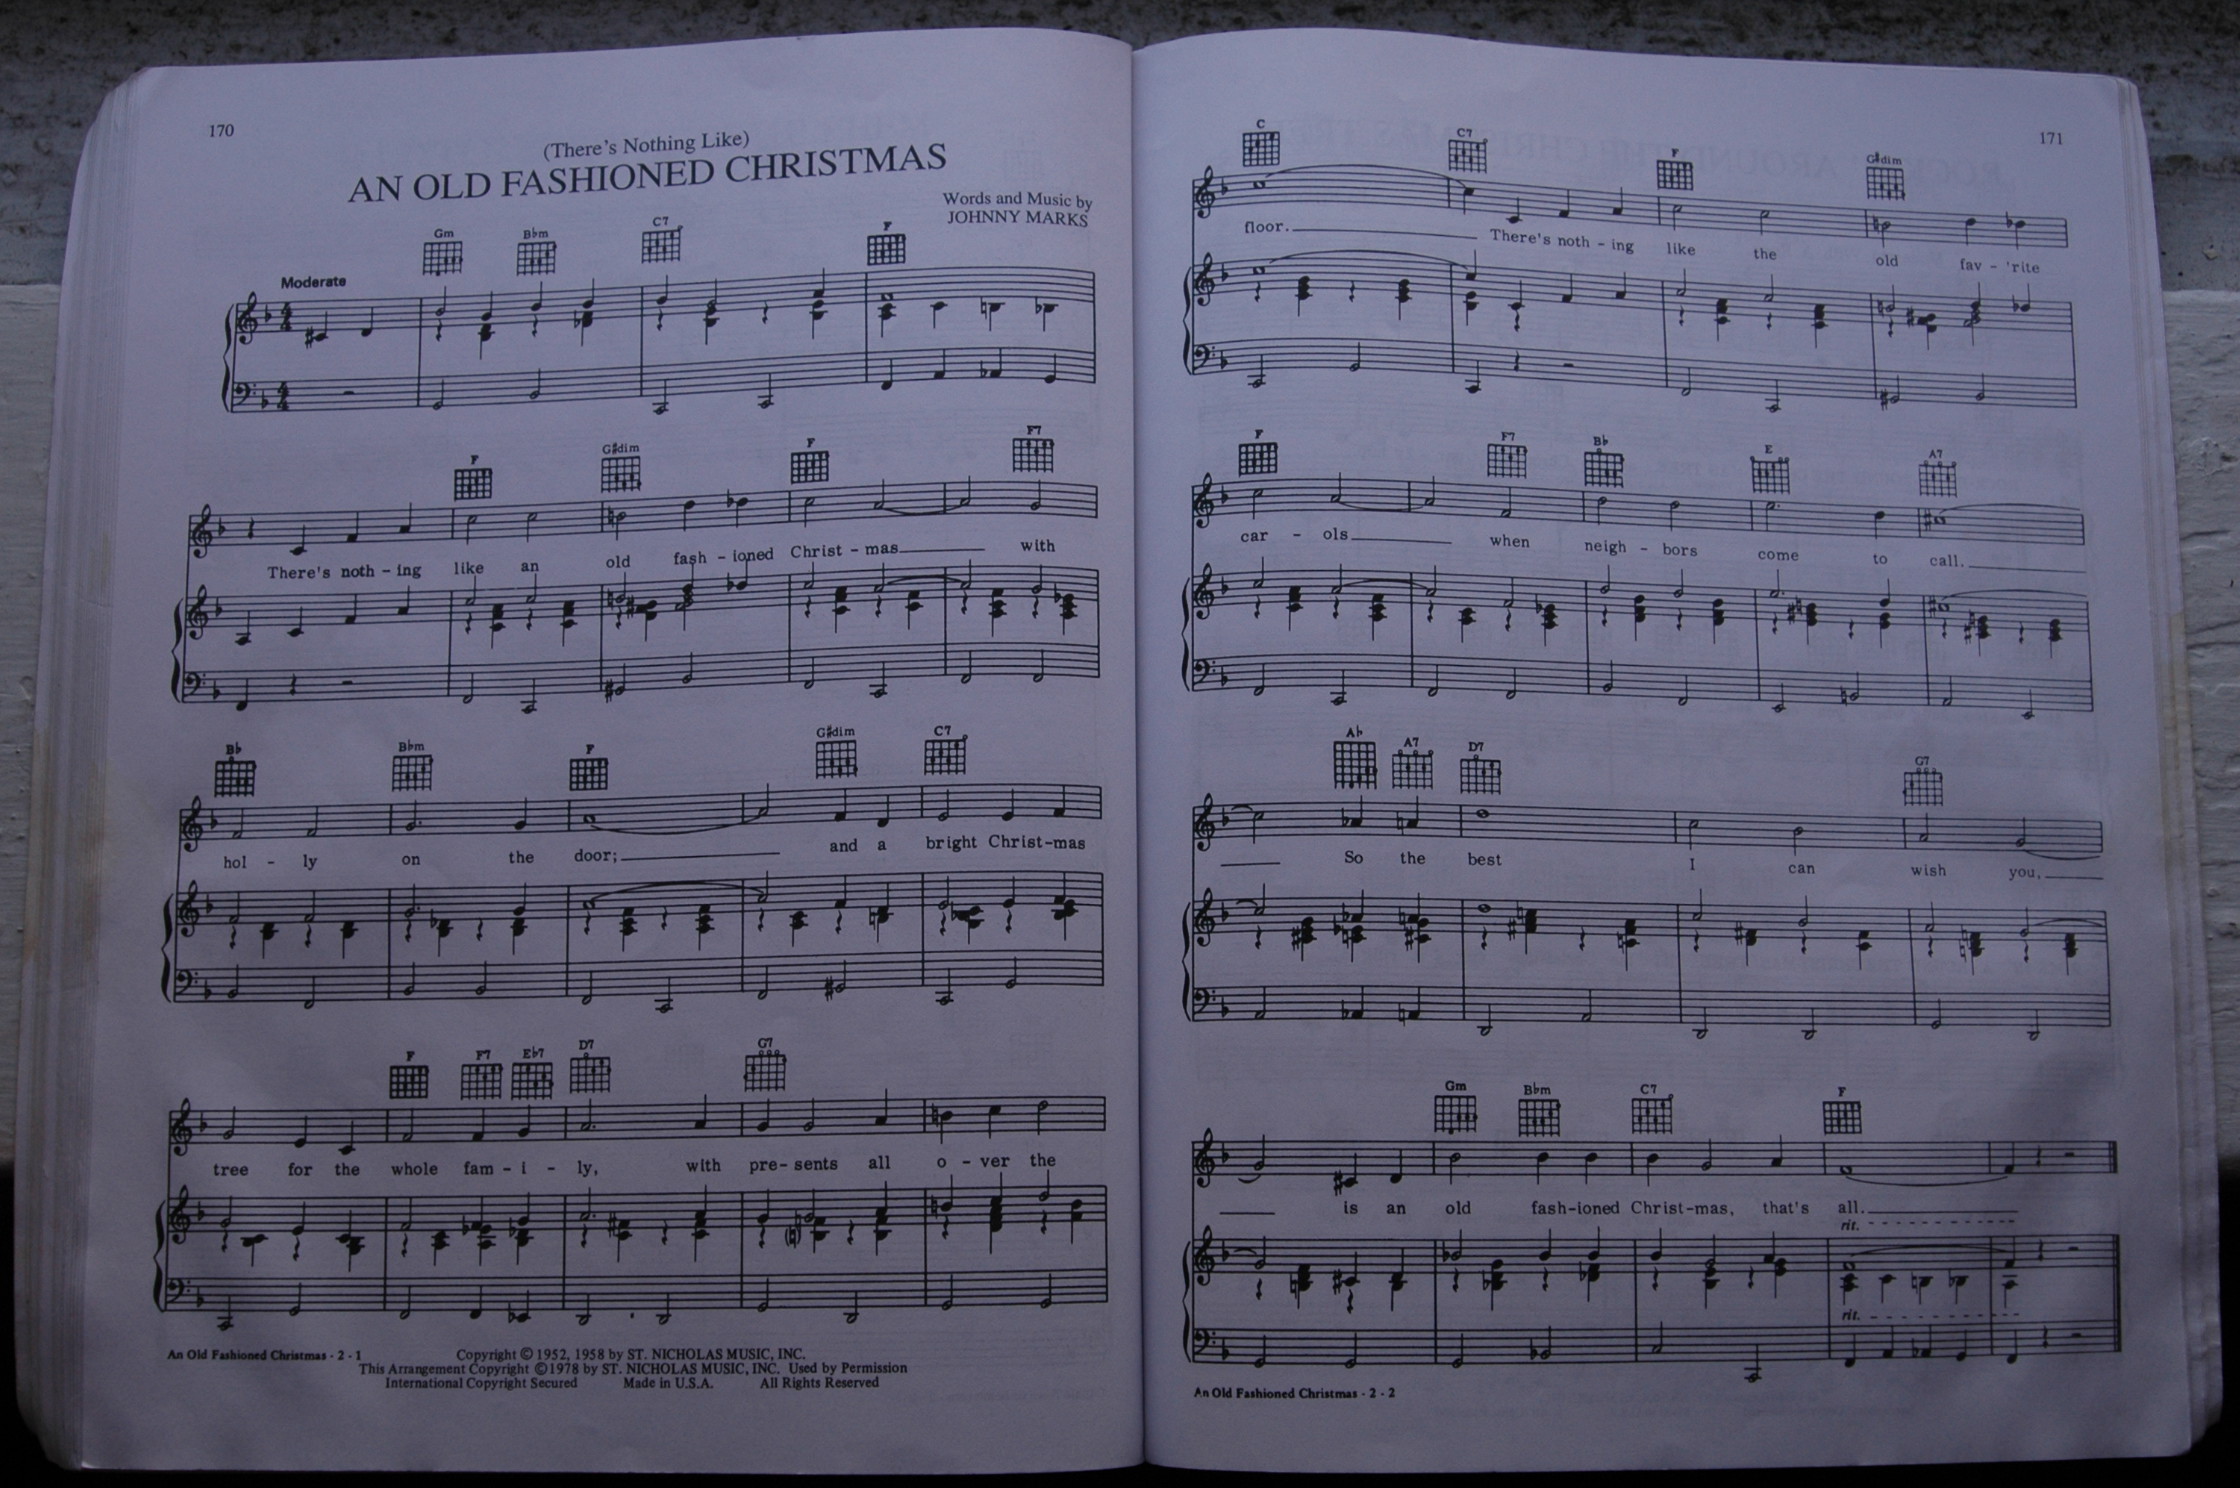 170
(There's Nothing Like)
AN OLD FASHIONED CHRISTMAS
Words and Music by
JOHNNY MARKS
Moderate
Gm B♭m C7 F
F G♯dim F F7
There's noth - ing like an old fash - ioned Christ - mas with
B♭ B♭m F G♯dim C7
hol - ly on the door; and a bright Christ - mas
F F7 E♭7 D7 G7
tree for the whole fam - i - ly, with pre - sents all o - ver the
An Old Fashioned Christmas - 2 - 1
Copyright © 1952, 1958 by ST. NICHOLAS MUSIC, INC.
This Arrangement Copyright © 1978 by ST. NICHOLAS MUSIC, INC. Used by Permission
International Copyright Secured Made in U.S.A. All Rights Reserved
171
C C7 F G♯dim
floor. There's noth - ing like the old fav - 'rite
F F7 B♭ E A7
car - ols when neigh - bors come to call.
A♭ A7 D7 G7
So the best I can wish you,
Gm B♭m C7 F
is an old fash-ioned Christ-mas, that's all.
rit.
rit.
An Old Fashioned Christmas - 2 - 2